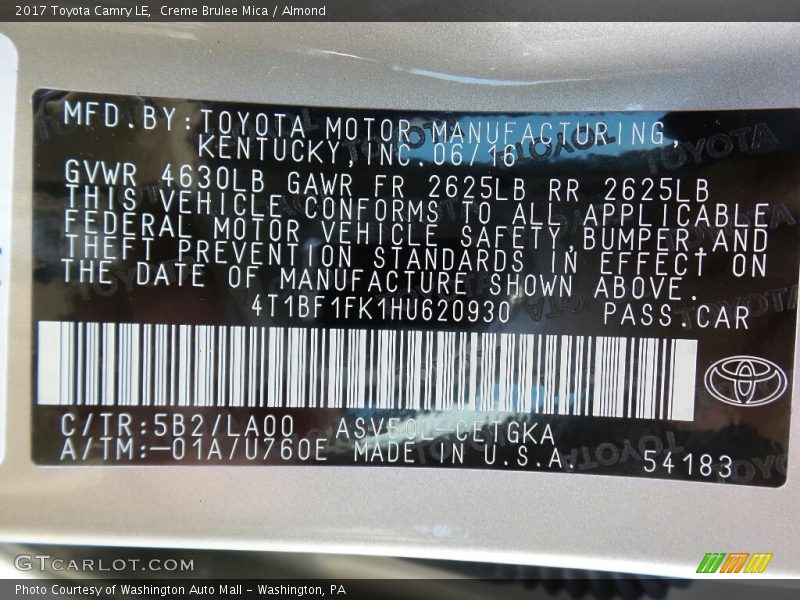 2017 Toyota Camry LE, Creme Brulee Mica / Almond
MFD.BY:TOYOTA MOTOR MANUFACTURING,
KENTUCKY,INC 06/16
GVWR 4630LB GAWR FR 2625LB RR 2625LB
THIS VEHICLE CONFORMS TO ALL APPLICABLE
FEDERAL MOTOR VEHICLE SAFETY,BUMPER,AND
THEFT PREVENTION STANDARDS IN EFFECT ON
THE DATE OF MANUFACTURE SHOWN ABOVE.
4T1BF1FK1HU620930 PASS.CAR
C/TR:5B2/LA00 ASV50L-CETGKA
A/TM:-01A/U760E MADE IN U.S.A. 54183
GTCARLOT.COM
Photo Courtesy of Washington Auto Mall - Washington, PA